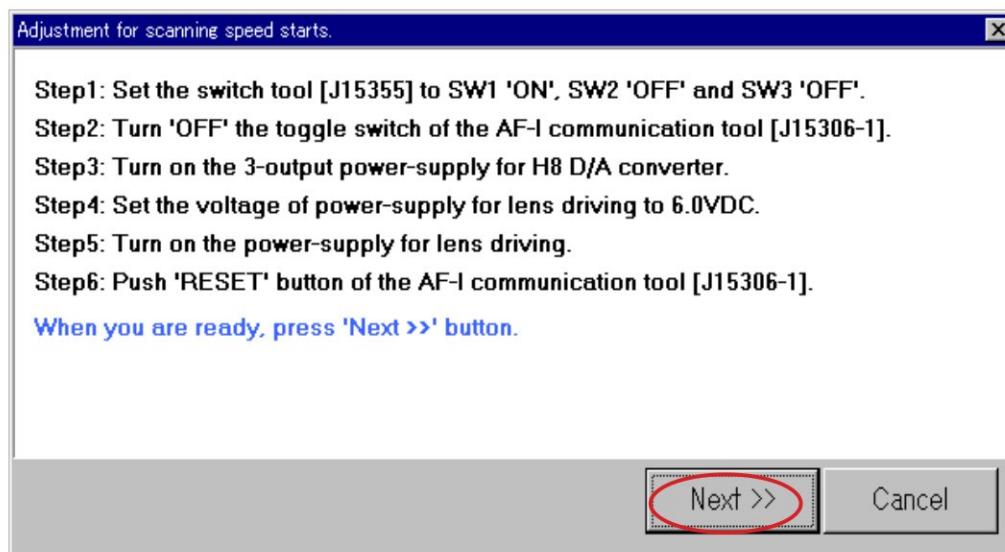 Adjustment for scanning speed starts.
Step1: Set the switch tool [J15355] to SW1 'ON', SW2 'OFF' and SW3 'OFF'.
Step2: Turn 'OFF' the toggle switch of the AF-I communication tool [J15306-1].
Step3: Turn on the 3-output power-supply for H8 D/A converter.
Step4: Set the voltage of power-supply for lens driving to 6.0VDC.
Step5: Turn on the power-supply for lens driving.
Step6: Push 'RESET' button of the AF-I communication tool [J15306-1].
When you are ready, press 'Next >>' button.
Next >>
Cancel